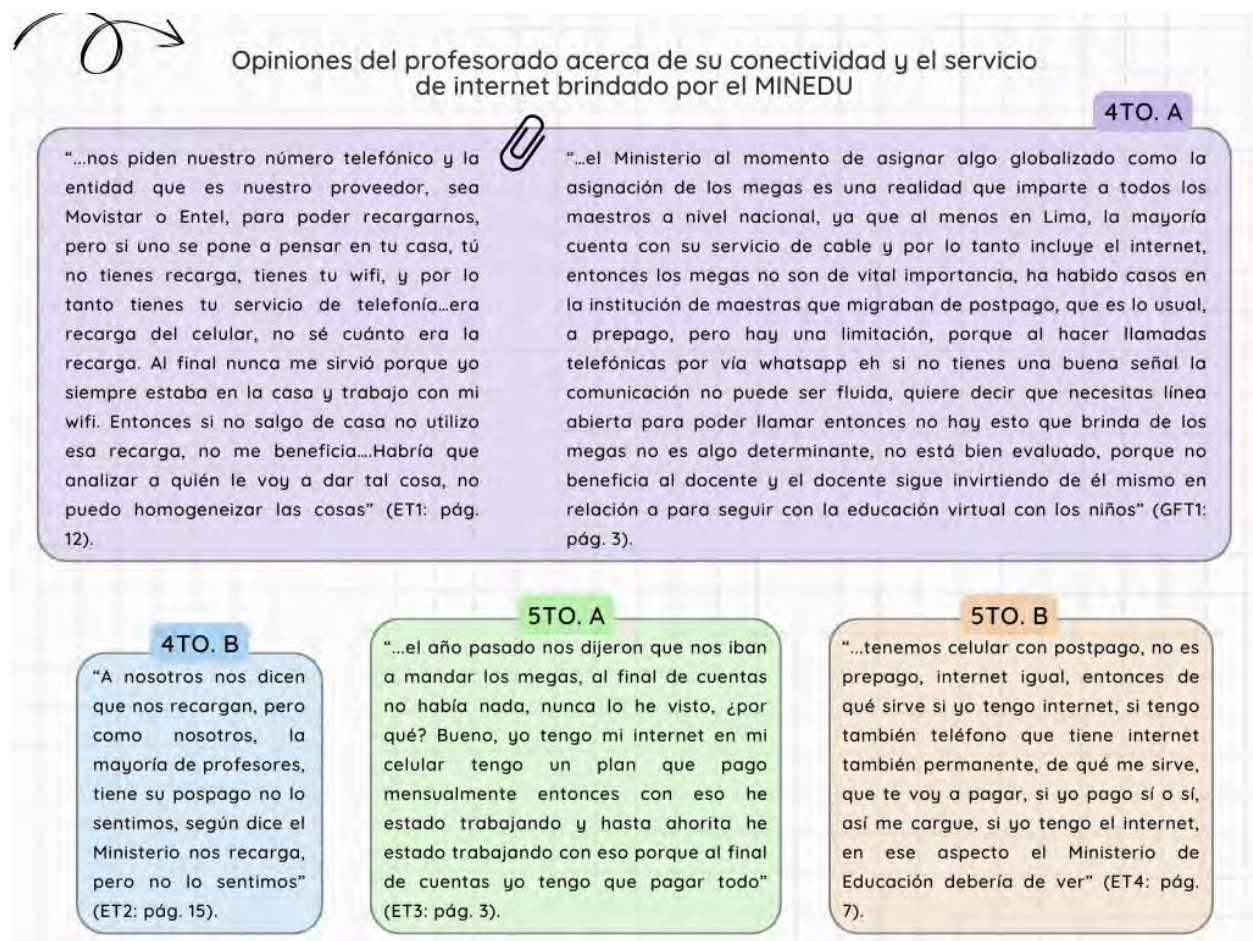 Opiniones del profesorado acerca de su conectividad y el servicio
de internet brindado por el MINEDU
4TO. A
“...nos piden nuestro número telefónico y la
entidad que es nuestro proveedor, sea
Movistar o Entel, para poder recargarnos,
pero si uno se pone a pensar en tu casa, tú
no tienes recarga, tienes tu wifi, y por lo
tanto tienes tu servicio de telefonía...era
recarga del celular, no sé cuánto era la
recarga. Al final nunca me sirvió porque yo
siempre estaba en la casa y trabajo con mi
wifi. Entonces si no salgo de casa no utilizo
esa recarga, no me beneficia....Habría que
analizar a quién le voy a dar tal cosa, no
puedo homogeneizar las cosas” (ET1: pág.
12).
“...el Ministerio al momento de asignar algo globalizado como la
asignación de los megas es una realidad que imparte a todos los
maestros a nivel nacional, ya que al menos en Lima, la mayoría
cuenta con su servicio de cable y por lo tanto incluye el internet,
entonces los megas no son de vital importancia, ha habido casos en
la institución de maestras que migraban de postpago, que es lo usual,
a prepago, pero hay una limitación, porque al hacer llamadas
telefónicas por vía whatsapp eh si no tienes una buena señal la
comunicación no puede ser fluida, quiere decir que necesitas línea
abierta para poder llamar entonces no hay esto que brinda de los
megas no es algo determinante, no está bien evaluado, porque no
beneficia al docente y el docente sigue invirtiendo de él mismo en
relación a para seguir con la educación virtual con los niños” (GFT1:
pág. 3).
4TO. B
“A nosotros nos dicen
que nos recargan, pero
como nosotros, la
mayoría de profesores,
tiene su pospago no lo
sentimos, según dice el
Ministerio nos recarga,
pero no lo sentimos”
(ET2: pág. 15).
5TO. A
“...el año pasado nos dijeron que nos iban
a mandar los megas, al final de cuentas
no había nada, nunca lo he visto, ¿por
qué? Bueno, yo tengo mi internet en mi
celular tengo un plan que pago
mensualmente entonces con eso he
estado trabajando y hasta ahorita he
estado trabajando con eso porque al final
de cuentas yo tengo que pagar todo”
(ET3: pág. 3).
5TO. B
“...tenemos celular con postpago, no es
prepago, internet igual, entonces de
qué sirve si yo tengo internet, si tengo
también teléfono que tiene internet
también permanente, de qué me sirve,
que te voy a pagar, si yo pago sí o sí,
así me cargue, si yo tengo el internet,
en ese aspecto el Ministerio de
Educación debería de ver” (ET4: pág.
7).